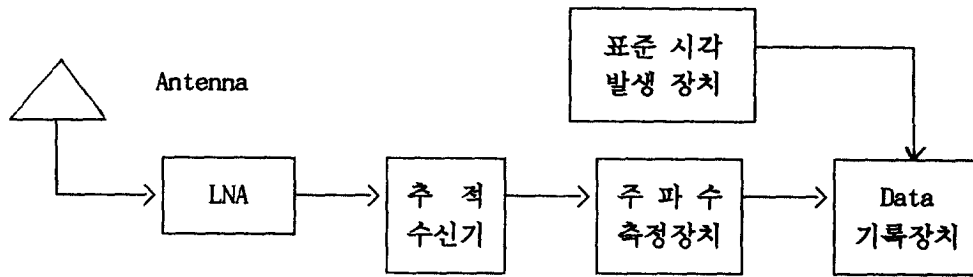 표준 시각
발생 장치
Antenna
LNA
추 적
수신기
주 파 수
측정장치
Data
기록장치